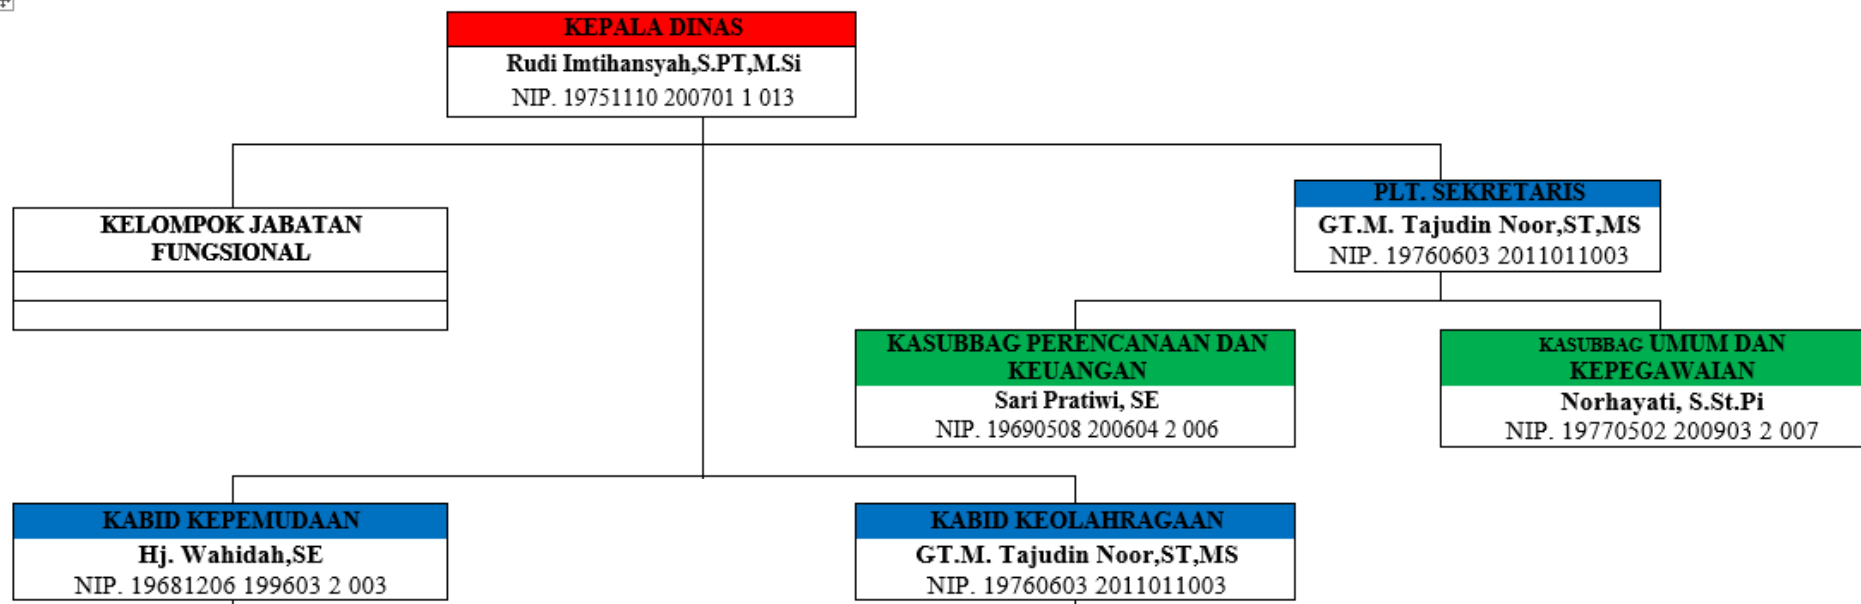 KEPALA DINAS
Rudi Imtihansyah,S.PT,M.Si
NIP. 19751110 200701 1 013
KELOMPOK JABATAN
FUNGSIONAL
PLT. SEKRETARIS
GT.M. Tajudin Noor,ST,MS
NIP. 19760603 2011011003
KASUBBAG PERENCANAAN DAN
KEUANGAN
Sari Pratiwi, SE
NIP. 19690508 200604 2 006
KASUBBAG UMUM DAN
KEPEGAWAIAN
Norhayati, S.St.Pi
NIP. 19770502 200903 2 007
KABID KEPEMUDAAN
Hj. Wahidah,SE
NIP. 19681206 199603 2 003
KABID KEOLAHRAGAAN
GT.M. Tajudin Noor,ST,MS
NIP. 19760603 2011011003